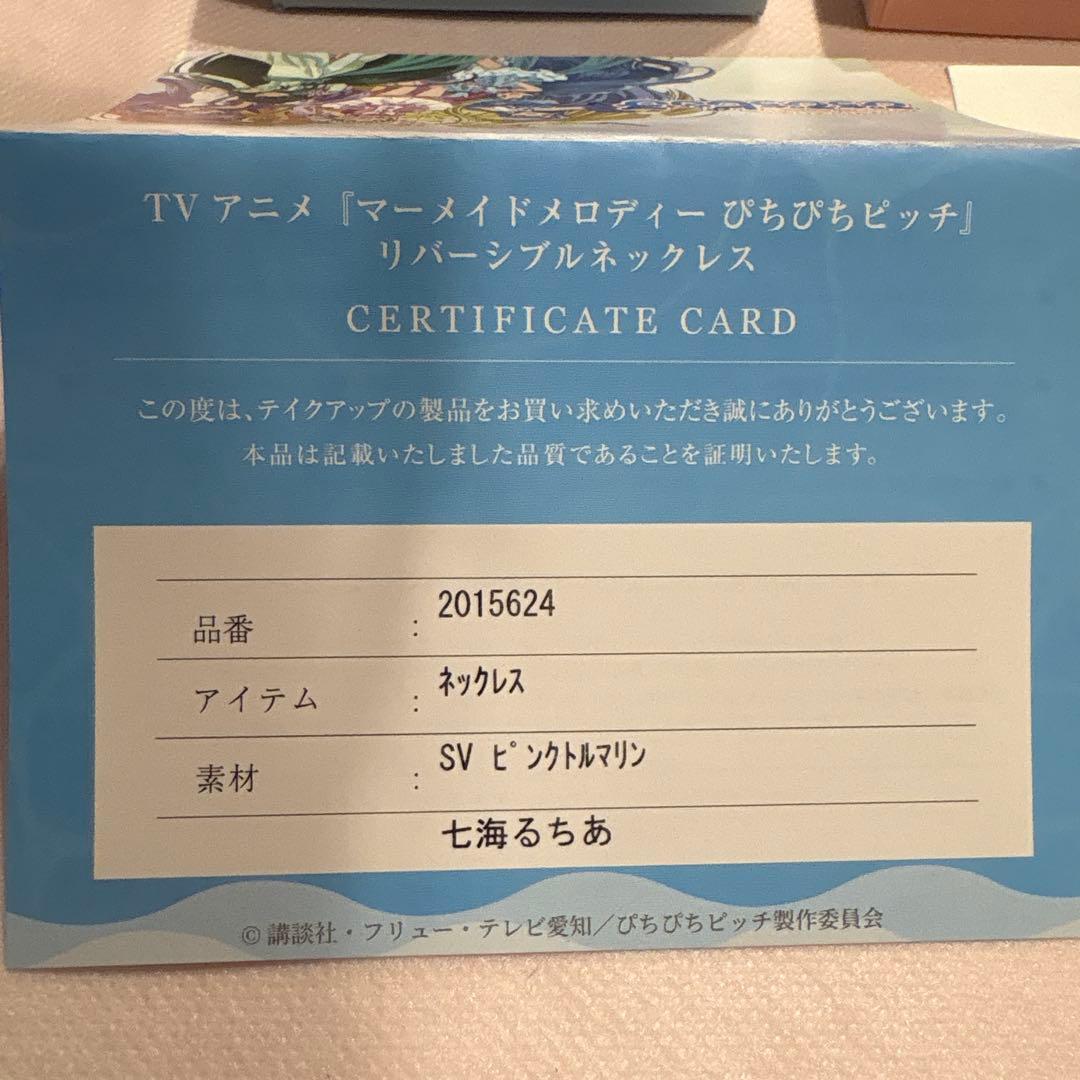 TVアニメ『マーメイドメロディー ぴちぴちピッチ』
リバーシブルネックレス
CERTIFICATE CARD
この度は、テイクアップの製品をお買い求めいただき誠にありがとうございます。
本品は記載いたしました品質であることを証明いたします。
品番 : 2015624
アイテム : ネックレス
素材 : SV ピンクトルマリン
七海るちあ
© 講談社・フリュー・テレビ愛知／ぴちぴちピッチ製作委員会